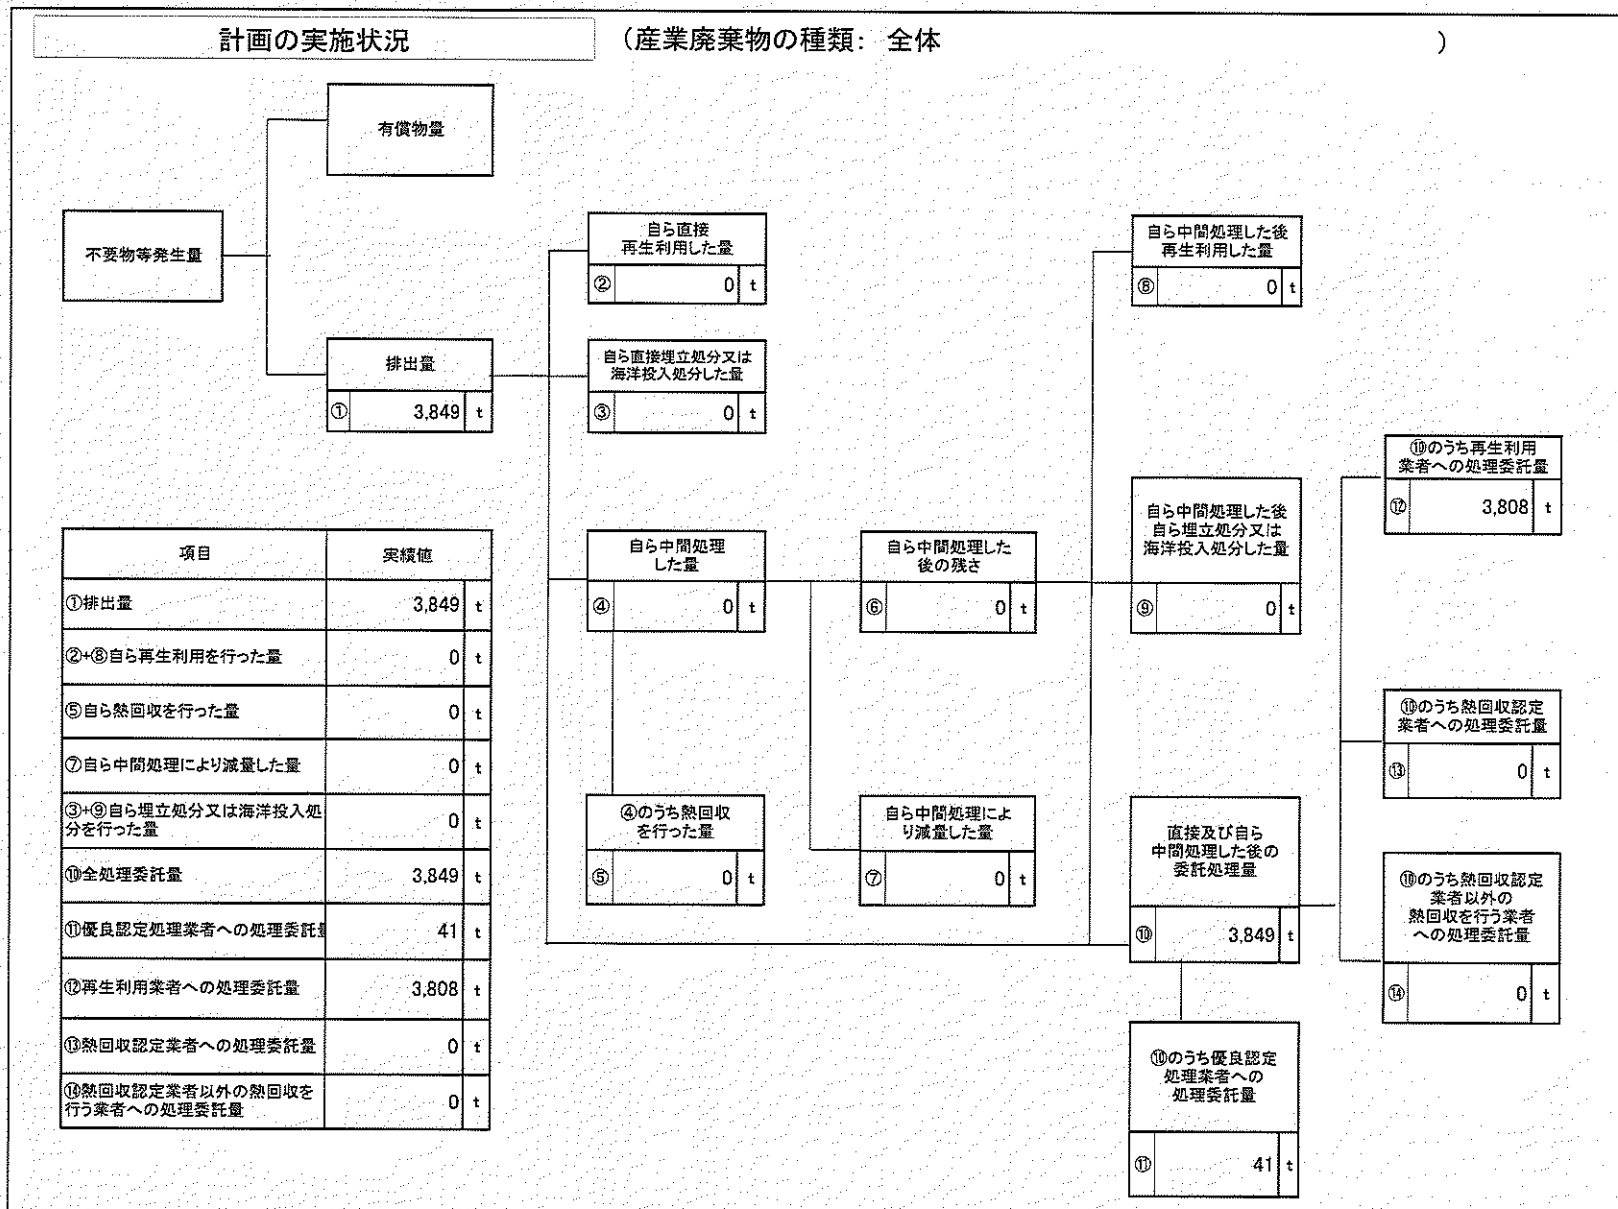 計画の実施状況
（産業廃棄物の種類： 全体 ）
有償物量
不要物等発生量
排出量
① 3,849 t
自ら直接
再生利用した量
② 0 t
自ら直接埋立処分又は
海洋投入処分した量
③ 0 t
自ら中間処理した後
再生利用した量
⑧ 0 t
⑩のうち再生利用
業者への処理委託量
⑫ 3,808 t
自ら中間処理
した量
④ 0 t
自ら中間処理した
後の残さ
⑥ 0 t
自ら中間処理した後
自ら埋立処分又は
海洋投入処分した量
⑨ 0 t
⑩のうち熱回収認定
業者への処理委託量
⑬ 0 t
④のうち熱回収
を行った量
⑤ 0 t
自ら中間処理によ
り減量した量
⑦ 0 t
直接及び自ら
中間処理した後の
委託処理量
⑩ 3,849 t
⑩のうち熱回収認定
業者以外の
熱回収を行う業者
への処理委託量
⑭ 0 t
⑩のうち優良認定
処理業者への
処理委託量
⑪ 41 t
項目 実績値
①排出量 3,849 t
②+⑧自ら再生利用を行った量 0 t
⑤自ら熱回収を行った量 0 t
⑦自ら中間処理により減量した量 0 t
③+⑨自ら埋立処分又は海洋投入処
分を行った量 0 t
⑩全処理委託量 3,849 t
⑪優良認定処理業者への処理委託量 41 t
⑫再生利用業者への処理委託量 3,808 t
⑬熱回収認定業者への処理委託量 0 t
⑭熱回収認定業者以外の熱回収を
行う業者への処理委託量 0 t